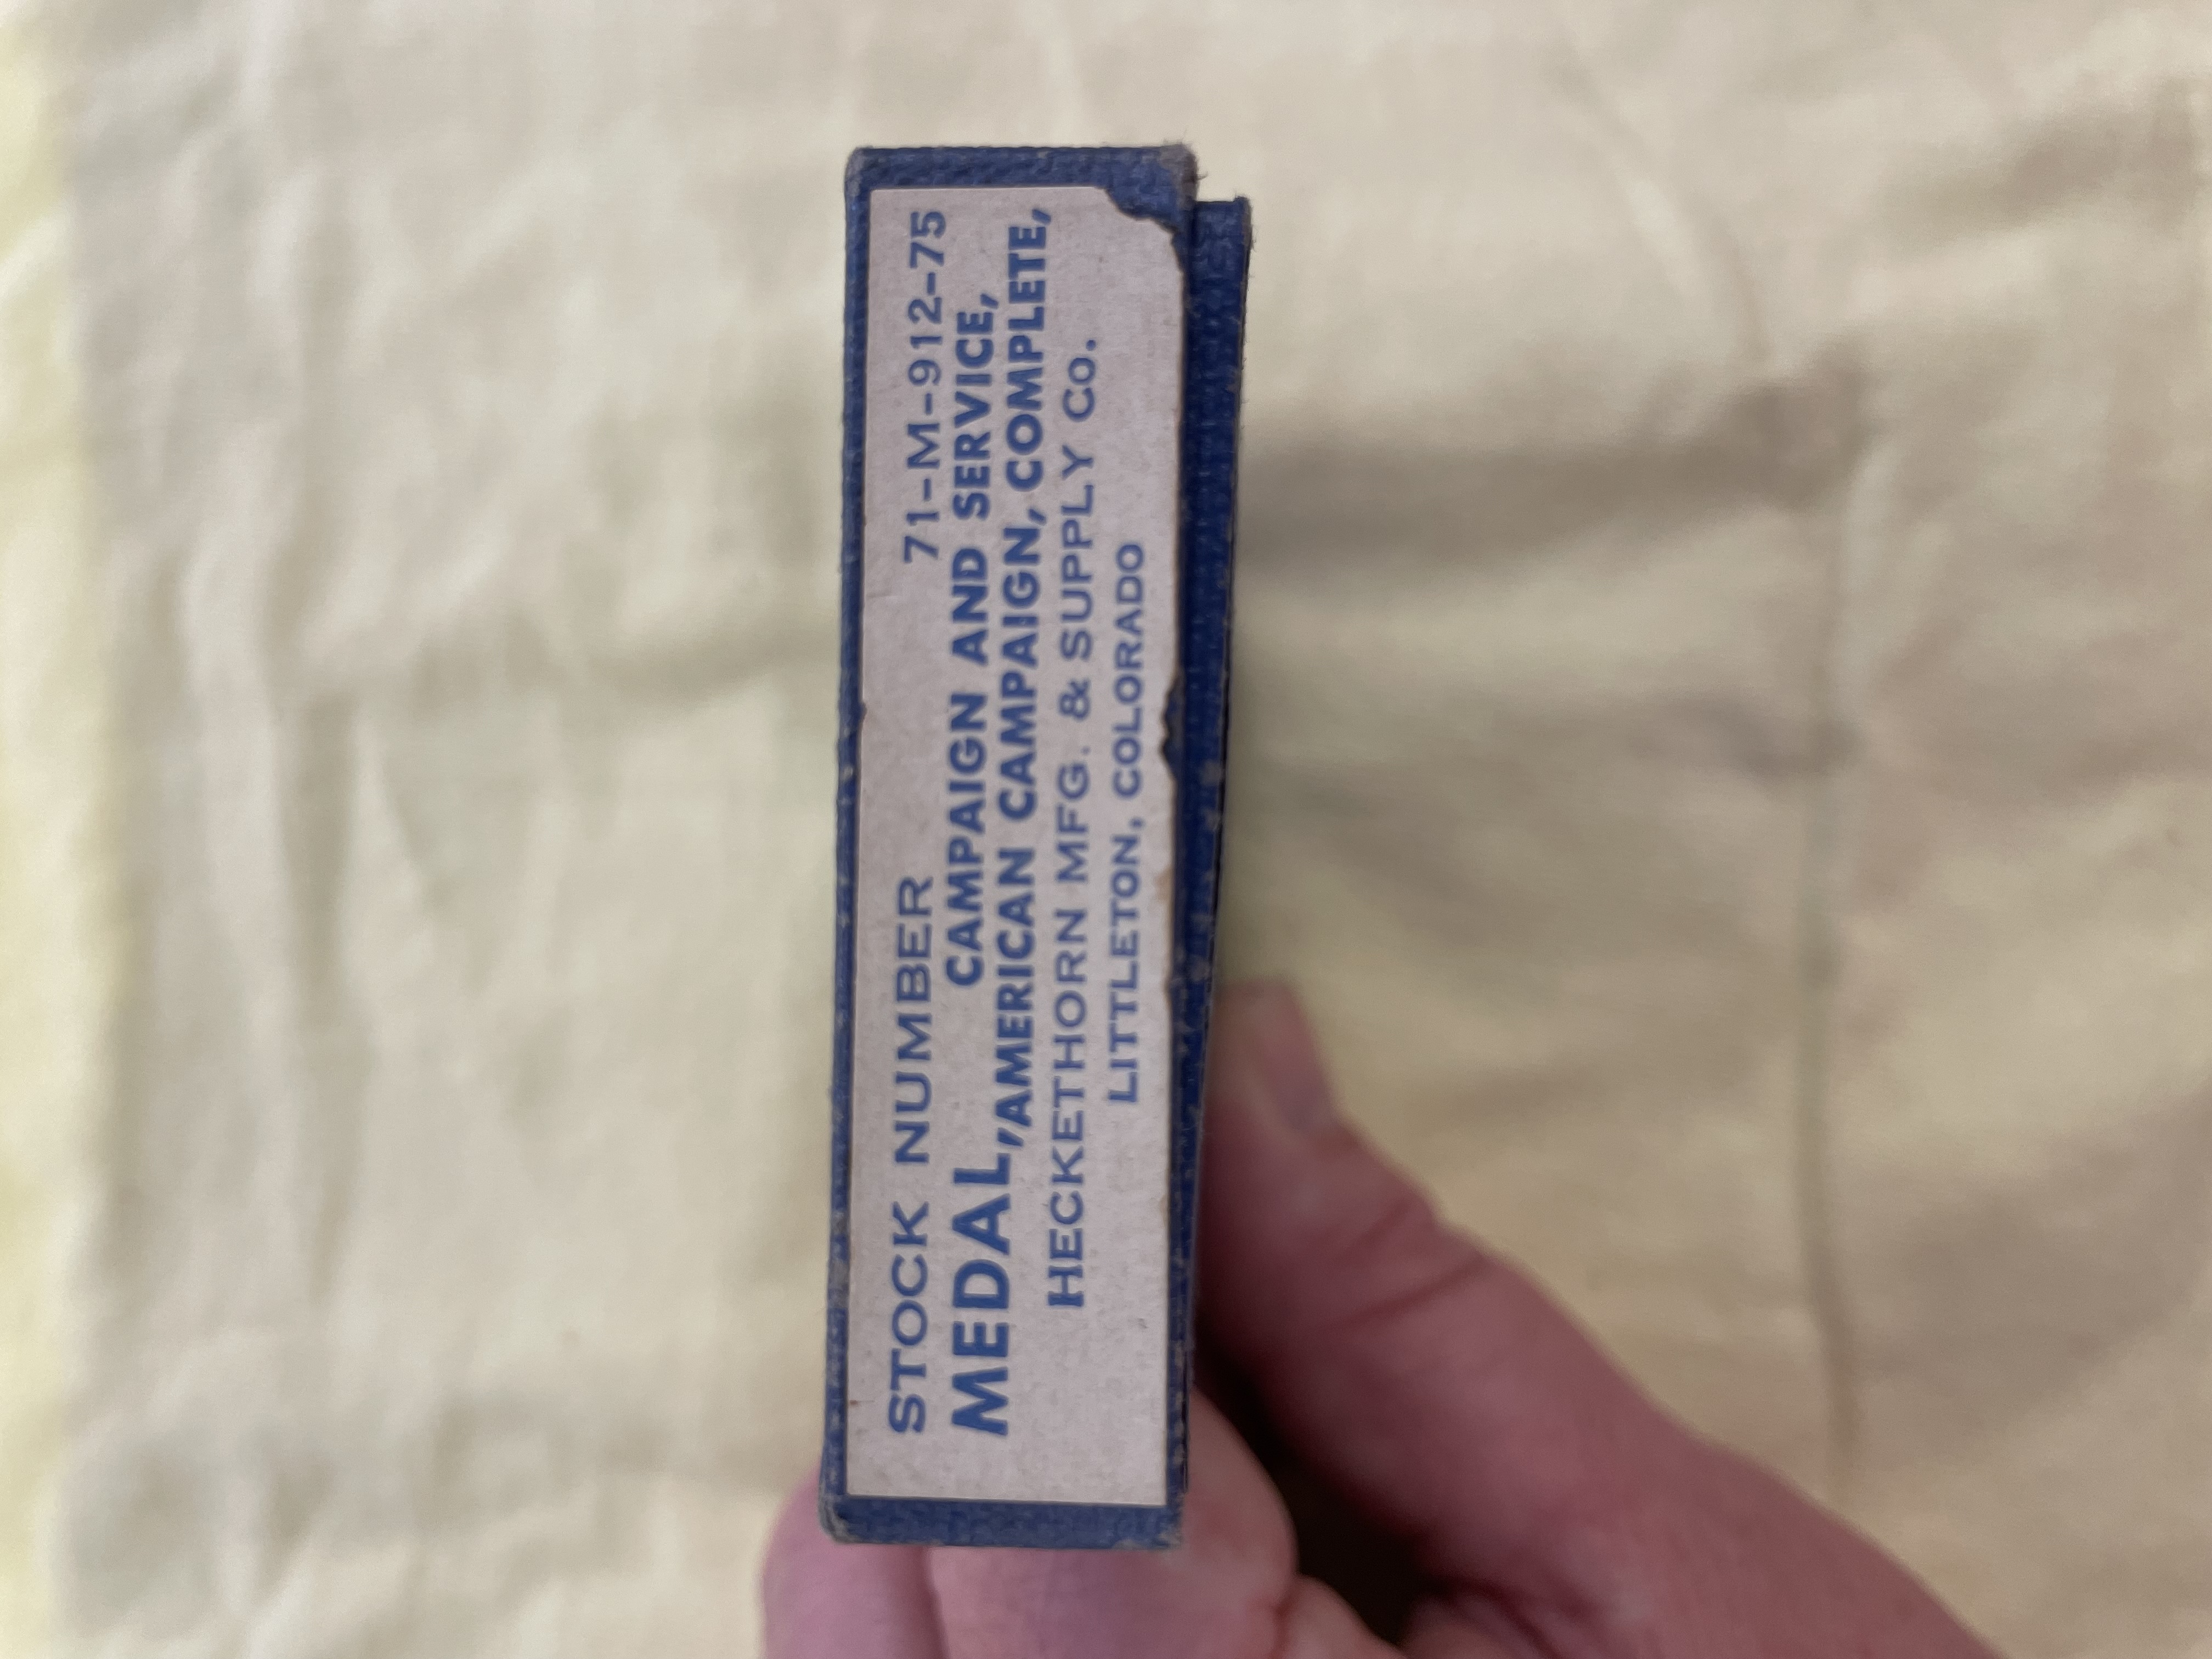 STOCK NUMBER 71-M-912-75
MEDAL, CAMPAIGN AND SERVICE,
AMERICAN CAMPAIGN, COMPLETE,
HECKETHORN MFG. & SUPPLY Co.
LITTLETON, COLORADO